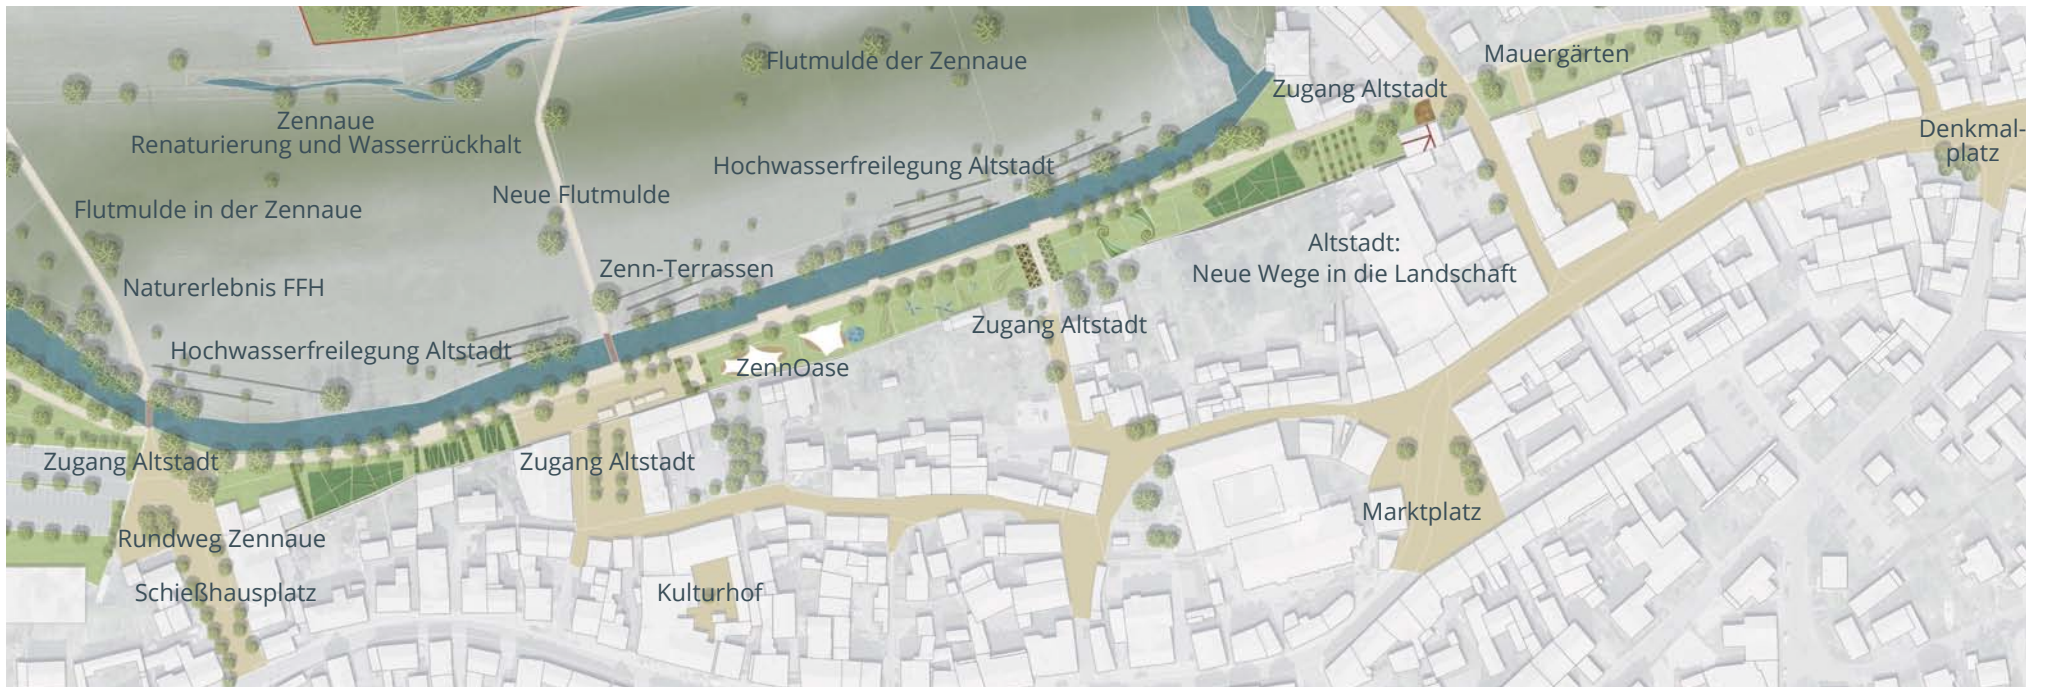 Flutmulde der Zennaue
Mauergärten
Zugang Altstadt
Zennaue
Renaturierung und Wasserrückhalt
Denkmal-
platz
Hochwasserfreilegung Altstadt
Neue Flutmulde
Flutmulde in der Zennaue
Altstadt:
Neue Wege in die Landschaft
Zenn-Terrassen
Naturerlebnis FFH
Zugang Altstadt
Hochwasserfreilegung Altstadt
ZennOase
Zugang Altstadt
Zugang Altstadt
Marktplatz
Rundweg Zennaue
Schießhausplatz
Kulturhof